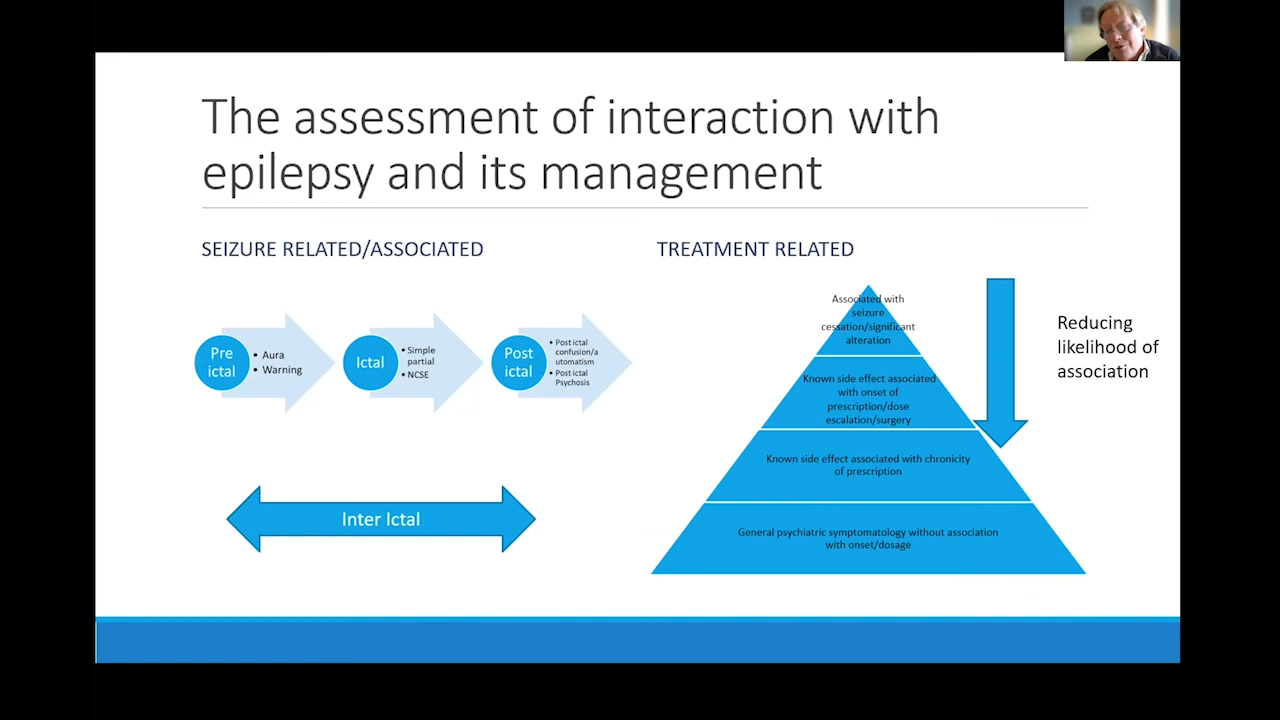 The assessment of interaction with
epilepsy and its management
SEIZURE RELATED/ASSOCIATED
Pre
ictal
• Aura
• Warning
Ictal
• Simple
partial
• NCSE
Post
ictal
• Post ictal
confusion/a
utomatism
• Post ictal
Psychosis
Inter Ictal
TREATMENT RELATED
Associated with
seizure
cessation/significant
alteration
Known side effect associated
with onset of
prescription/dose
escalation/surgery
Known side effect associated with chronicity
of prescription
General psychiatric symptomatology without association
with onset/dosage
Reducing
likelihood of
association